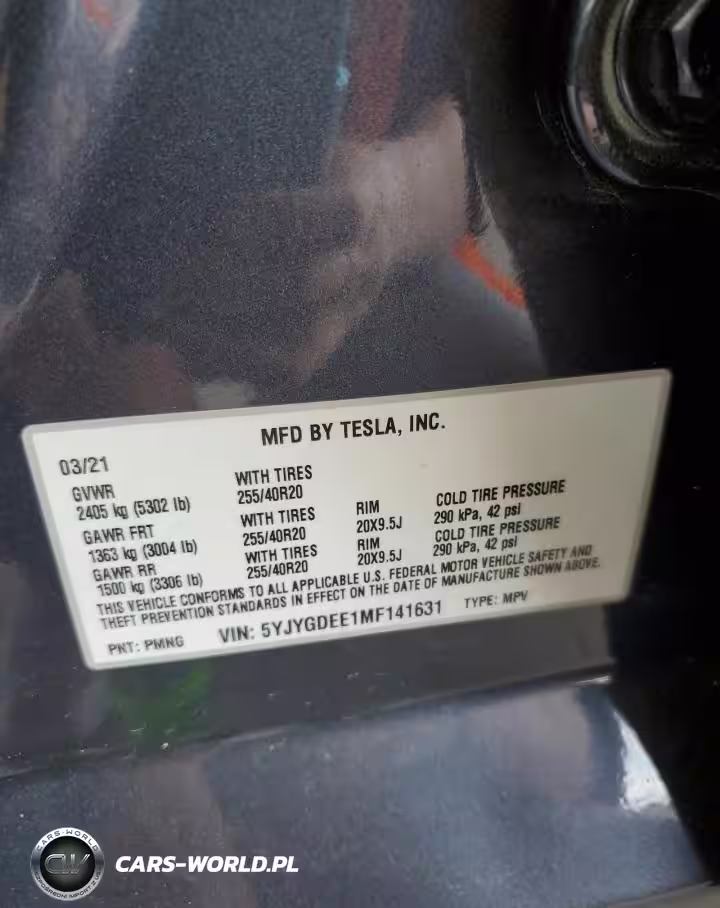 MFD BY TESLA, INC.
03/21
GVWR
2405 kg (5302 lb)
WITH TIRES
255/40R20
GAWR FRT
1363 kg (3004 lb)
WITH TIRES
255/40R20
RIM
20X9.5J
COLD TIRE PRESSURE
290 kPa, 42 psi
GAWR RR
1500 kg (3306 lb)
WITH TIRES
255/40R20
RIM
20X9.5J
COLD TIRE PRESSURE
290 kPa, 42 psi
THIS VEHICLE CONFORMS TO ALL APPLICABLE U.S. FEDERAL MOTOR VEHICLE SAFETY AND
THEFT PREVENTION STANDARDS IN EFFECT ON THE DATE OF MANUFACTURE SHOWN ABOVE.
PNT: PMNG VIN: 5YJYGDEE1MF141631 TYPE: MPV
CARS-WORLD
CW
CARS-WORLD.PL